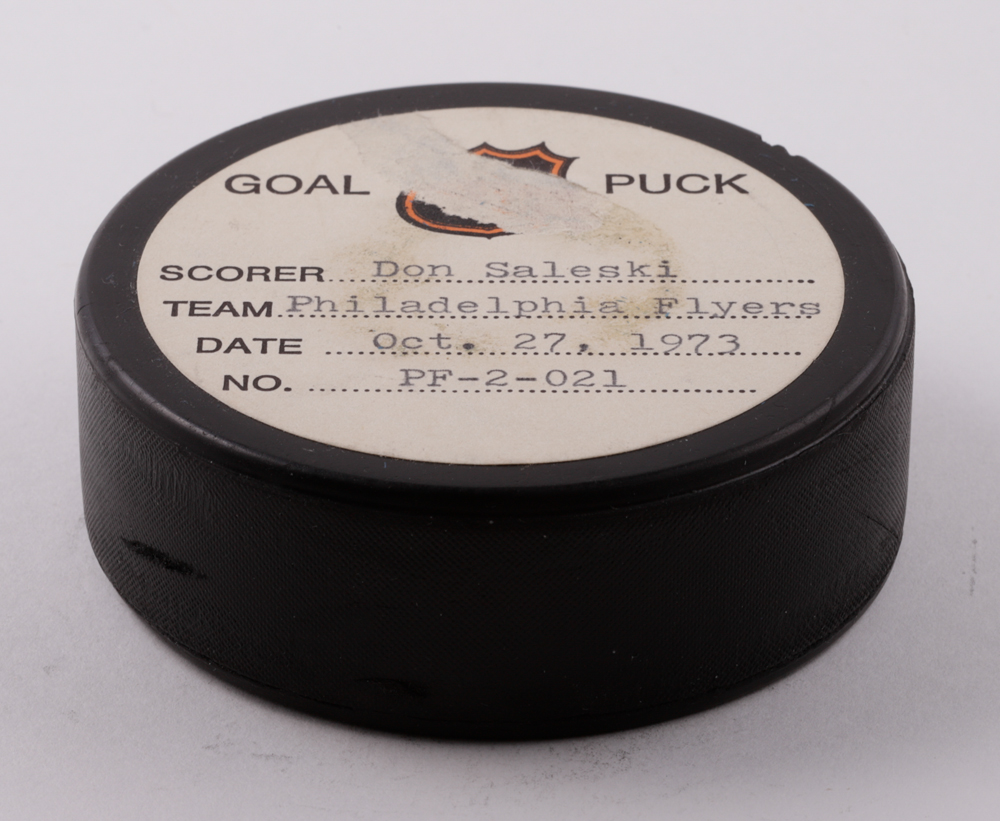 GOAL PUCK
SCORER Don Saleski
TEAM Philadelphia Flyers
DATE Oct. 27, 1973
NO. PF-2-021